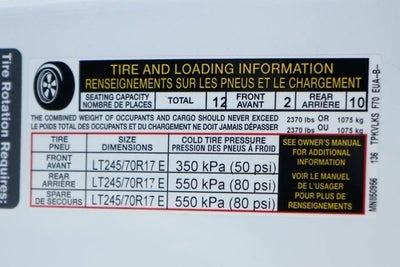 Tire Rotation Requires:
TIRE AND LOADING INFORMATION
RENSEIGNEMENTS SUR LES PNEUS ET LE CHARGEMENT
SEATING CAPACITY
NOMBRE DE PLACES
TOTAL 12
FRONT
AVANT 2
REAR
ARRIÈRE 10
THE COMBINED WEIGHT OF OCCUPANTS AND CARGO SHOULD NEVER EXCEED 2370 lbs OR 1075 kg
LE POIDS TOTAL DES OCCUPANTS ET DU CHARGEMENT NE DOIT JAMAIS DÉPASSER 2370 lbs OU 1075 kg
TIRE
PNEU
SIZE
DIMENSIONS
COLD TIRE PRESSURE
PRESSION DES PNEUS À FROID
FRONT
AVANT
LT245/70R17 E
350 kPa (50 psi)
REAR
ARRIÈRE
LT245/70R17 E
550 kPa (80 psi)
SPARE
DE SECOURS
LT245/70R17 E
550 kPa (80 psi)
SEE OWNER'S MANUAL
FOR ADDITIONAL
INFORMATION
VOIR LE MANUEL
DE L'USAGER
POUR PLUS DE
RENSEIGNEMENTS
MN850956 136 TPKVLKS F70 EUA-B--